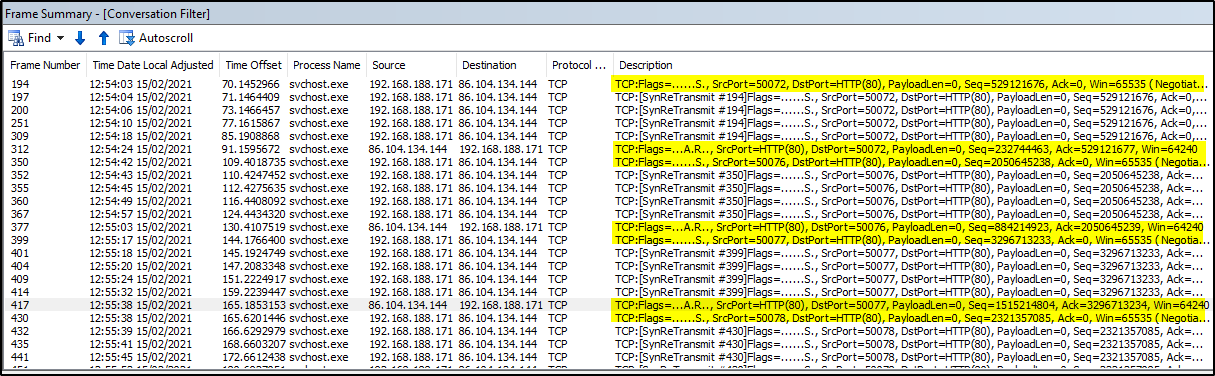 Frame Summary - [Conversation Filter]
Find Autoscroll
Frame Number Time Date Local Adjusted Time Offset Process Name Source Destination Protocol ... Description
194 12:54:03 15/02/2021 70.1452966 svchost.exe 192.168.188.171 86.104.134.144 TCP TCP:Flags=......S., SrcPort=50072, DstPort=HTTP(80), PayloadLen=0, Seq=529121676, Ack=0, Win=65535 ( Negotiat...
197 12:54:04 15/02/2021 71.1464409 svchost.exe 192.168.188.171 86.104.134.144 TCP TCP:[SynReTransmit #194]Flags=......S., SrcPort=50072, DstPort=HTTP(80), PayloadLen=0, Seq=529121676, Ack=0,...
200 12:54:06 15/02/2021 73.1466457 svchost.exe 192.168.188.171 86.104.134.144 TCP TCP:[SynReTransmit #194]Flags=......S., SrcPort=50072, DstPort=HTTP(80), PayloadLen=0, Seq=529121676, Ack=0,...
251 12:54:10 15/02/2021 77.1615867 svchost.exe 192.168.188.171 86.104.134.144 TCP TCP:[SynReTransmit #194]Flags=......S., SrcPort=50072, DstPort=HTTP(80), PayloadLen=0, Seq=529121676, Ack=0,...
309 12:54:18 15/02/2021 85.1908868 svchost.exe 192.168.188.171 86.104.134.144 TCP TCP:[SynReTransmit #194]Flags=......S., SrcPort=50072, DstPort=HTTP(80), PayloadLen=0, Seq=529121676, Ack=0,...
312 12:54:24 15/02/2021 91.1595672 svchost.exe 86.104.134.144 192.168.188.171 TCP TCP:Flags=...A.R.., SrcPort=HTTP(80), DstPort=50072, PayloadLen=0, Seq=232744463, Ack=529121677, Win=64240
350 12:54:42 15/02/2021 109.4018735 svchost.exe 192.168.188.171 86.104.134.144 TCP TCP:Flags=......S., SrcPort=50076, DstPort=HTTP(80), PayloadLen=0, Seq=2050645238, Ack=0, Win=65535 ( Negotia...
352 12:54:43 15/02/2021 110.4247452 svchost.exe 192.168.188.171 86.104.134.144 TCP TCP:[SynReTransmit #350]Flags=......S., SrcPort=50076, DstPort=HTTP(80), PayloadLen=0, Seq=2050645238, Ack=...
355 12:54:45 15/02/2021 112.4275635 svchost.exe 192.168.188.171 86.104.134.144 TCP TCP:[SynReTransmit #350]Flags=......S., SrcPort=50076, DstPort=HTTP(80), PayloadLen=0, Seq=2050645238, Ack=...
360 12:54:49 15/02/2021 116.4408092 svchost.exe 192.168.188.171 86.104.134.144 TCP TCP:[SynReTransmit #350]Flags=......S., SrcPort=50076, DstPort=HTTP(80), PayloadLen=0, Seq=2050645238, Ack=...
367 12:54:57 15/02/2021 124.4434320 svchost.exe 192.168.188.171 86.104.134.144 TCP TCP:[SynReTransmit #350]Flags=......S., SrcPort=50076, DstPort=HTTP(80), PayloadLen=0, Seq=2050645238, Ack=...
377 12:55:03 15/02/2021 130.4107519 svchost.exe 86.104.134.144 192.168.188.171 TCP TCP:Flags=...A.R.., SrcPort=HTTP(80), DstPort=50076, PayloadLen=0, Seq=884214923, Ack=2050645239, Win=64240
399 12:55:17 15/02/2021 144.1766400 svchost.exe 192.168.188.171 86.104.134.144 TCP TCP:Flags=......S., SrcPort=50077, DstPort=HTTP(80), PayloadLen=0, Seq=3296713233, Ack=0, Win=65535 ( Negotia...
401 12:55:18 15/02/2021 145.1924749 svchost.exe 192.168.188.171 86.104.134.144 TCP TCP:[SynReTransmit #399]Flags=......S., SrcPort=50077, DstPort=HTTP(80), PayloadLen=0, Seq=3296713233, Ack=...
404 12:55:20 15/02/2021 147.2083348 svchost.exe 192.168.188.171 86.104.134.144 TCP TCP:[SynReTransmit #399]Flags=......S., SrcPort=50077, DstPort=HTTP(80), PayloadLen=0, Seq=3296713233, Ack=...
409 12:55:24 15/02/2021 151.2224917 svchost.exe 192.168.188.171 86.104.134.144 TCP TCP:[SynReTransmit #399]Flags=......S., SrcPort=50077, DstPort=HTTP(80), PayloadLen=0, Seq=3296713233, Ack=...
414 12:55:32 15/02/2021 159.2239447 svchost.exe 192.168.188.171 86.104.134.144 TCP TCP:[SynReTransmit #399]Flags=......S., SrcPort=50077, DstPort=HTTP(80), PayloadLen=0, Seq=3296713233, Ack=...
417 12:55:38 15/02/2021 165.1853153 svchost.exe 86.104.134.144 192.168.188.171 TCP TCP:Flags=...A.R.., SrcPort=HTTP(80), DstPort=50077, PayloadLen=0, Seq=1515214804, Ack=3296713234, Win=64240
430 12:55:38 15/02/2021 165.6201446 svchost.exe 192.168.188.171 86.104.134.144 TCP TCP:Flags=......S., SrcPort=50078, DstPort=HTTP(80), PayloadLen=0, Seq=2321357085, Ack=0, Win=65535 ( Negotia...
432 12:55:39 15/02/2021 166.6292979 svchost.exe 192.168.188.171 86.104.134.144 TCP TCP:[SynReTransmit #430]Flags=......S., SrcPort=50078, DstPort=HTTP(80), PayloadLen=0, Seq=2321357085, Ack=...
435 12:55:41 15/02/2021 168.6603207 svchost.exe 192.168.188.171 86.104.134.144 TCP TCP:[SynReTransmit #430]Flags=......S., SrcPort=50078, DstPort=HTTP(80), PayloadLen=0, Seq=2321357085, Ack=...
441 12:55:45 15/02/2021 172.6612438 svchost.exe 192.168.188.171 86.104.134.144 TCP TCP:[SynReTransmit #430]Flags=......S., SrcPort=50078, DstPort=HTTP(80), PayloadLen=0, Seq=2321357085, Ack=...